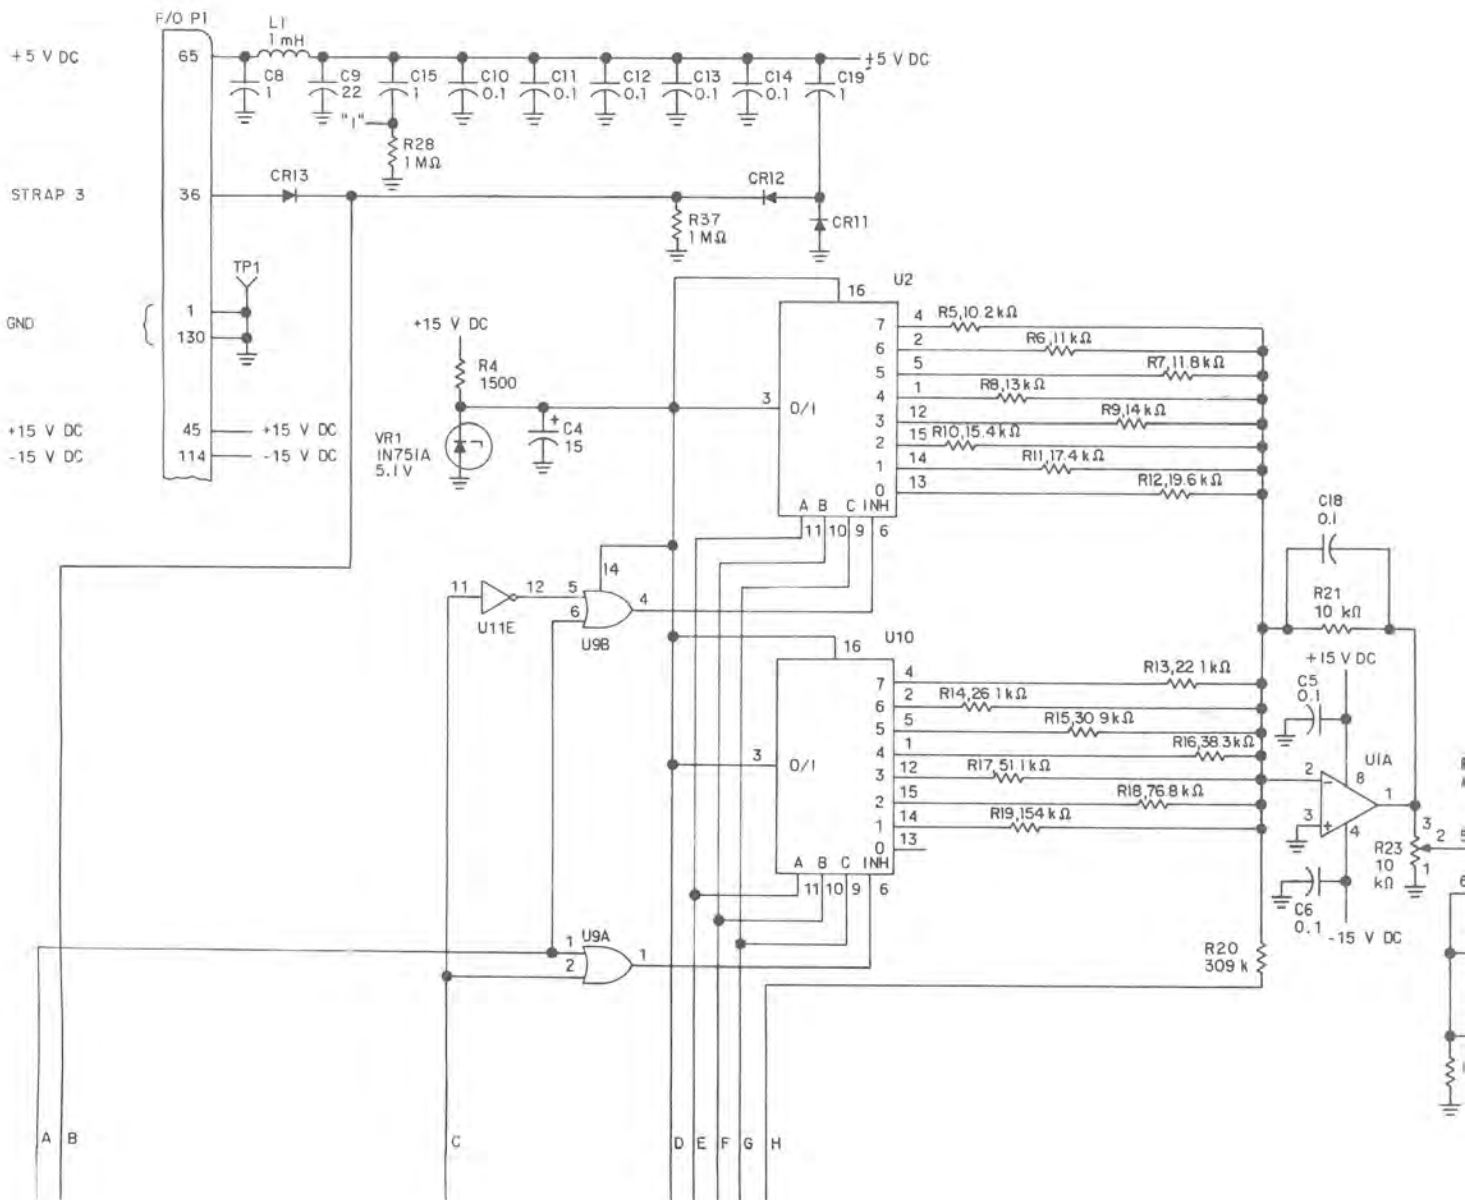 F/O P1
+5 V DC
65
L1
1 mH
C8
1
C9
22
C15
1
C10
0.1
C11
0.1
C12
0.1
C13
0.1
C14
0.1
C19
1
+5 V DC
"1"
R28
1 MΩ
STRAP 3
36
CR13
R37
1 MΩ
CR12
CR11
TP1
GND
1
130
+15 V DC
45
+15 V DC
-15 V DC
114
-15 V DC
+15 V DC
R4
1500
VR1
IN751A
5.1V
+
C4
15
U2
16
3
O/I
7
4
R5,10.2 kΩ
6
2
R6,11 kΩ
5
5
R7,11.8 kΩ
4
1
R8,13 kΩ
3
12
R9,14 kΩ
2
15
R10,15.4 kΩ
1
14
R11,17.4 kΩ
0
13
R12,19.6 kΩ
A B C INH
11 10 9 6
14
11
12
5
6
4
U11E
U9B
U10
16
3
O/I
7
4
R13,22 1 kΩ
6
2
R14,26 1 kΩ
5
5
R15,30 9 kΩ
4
1
R16,38.3 kΩ
3
12
R17,51.1 kΩ
2
15
R18,76.8 kΩ
1
14
R19,154 kΩ
0
13
A B C INH
11 10 9 6
U9A
1
2
1
C18
0.1
R21
10 kΩ
+15 V DC
C5
0.1
U1A
2
-
8
1
3
+
4
C6
0.1
-15 V DC
3
2
R23
10
kΩ
1
5
6
R20
309 k
A
B
C
D
E
F
G
H